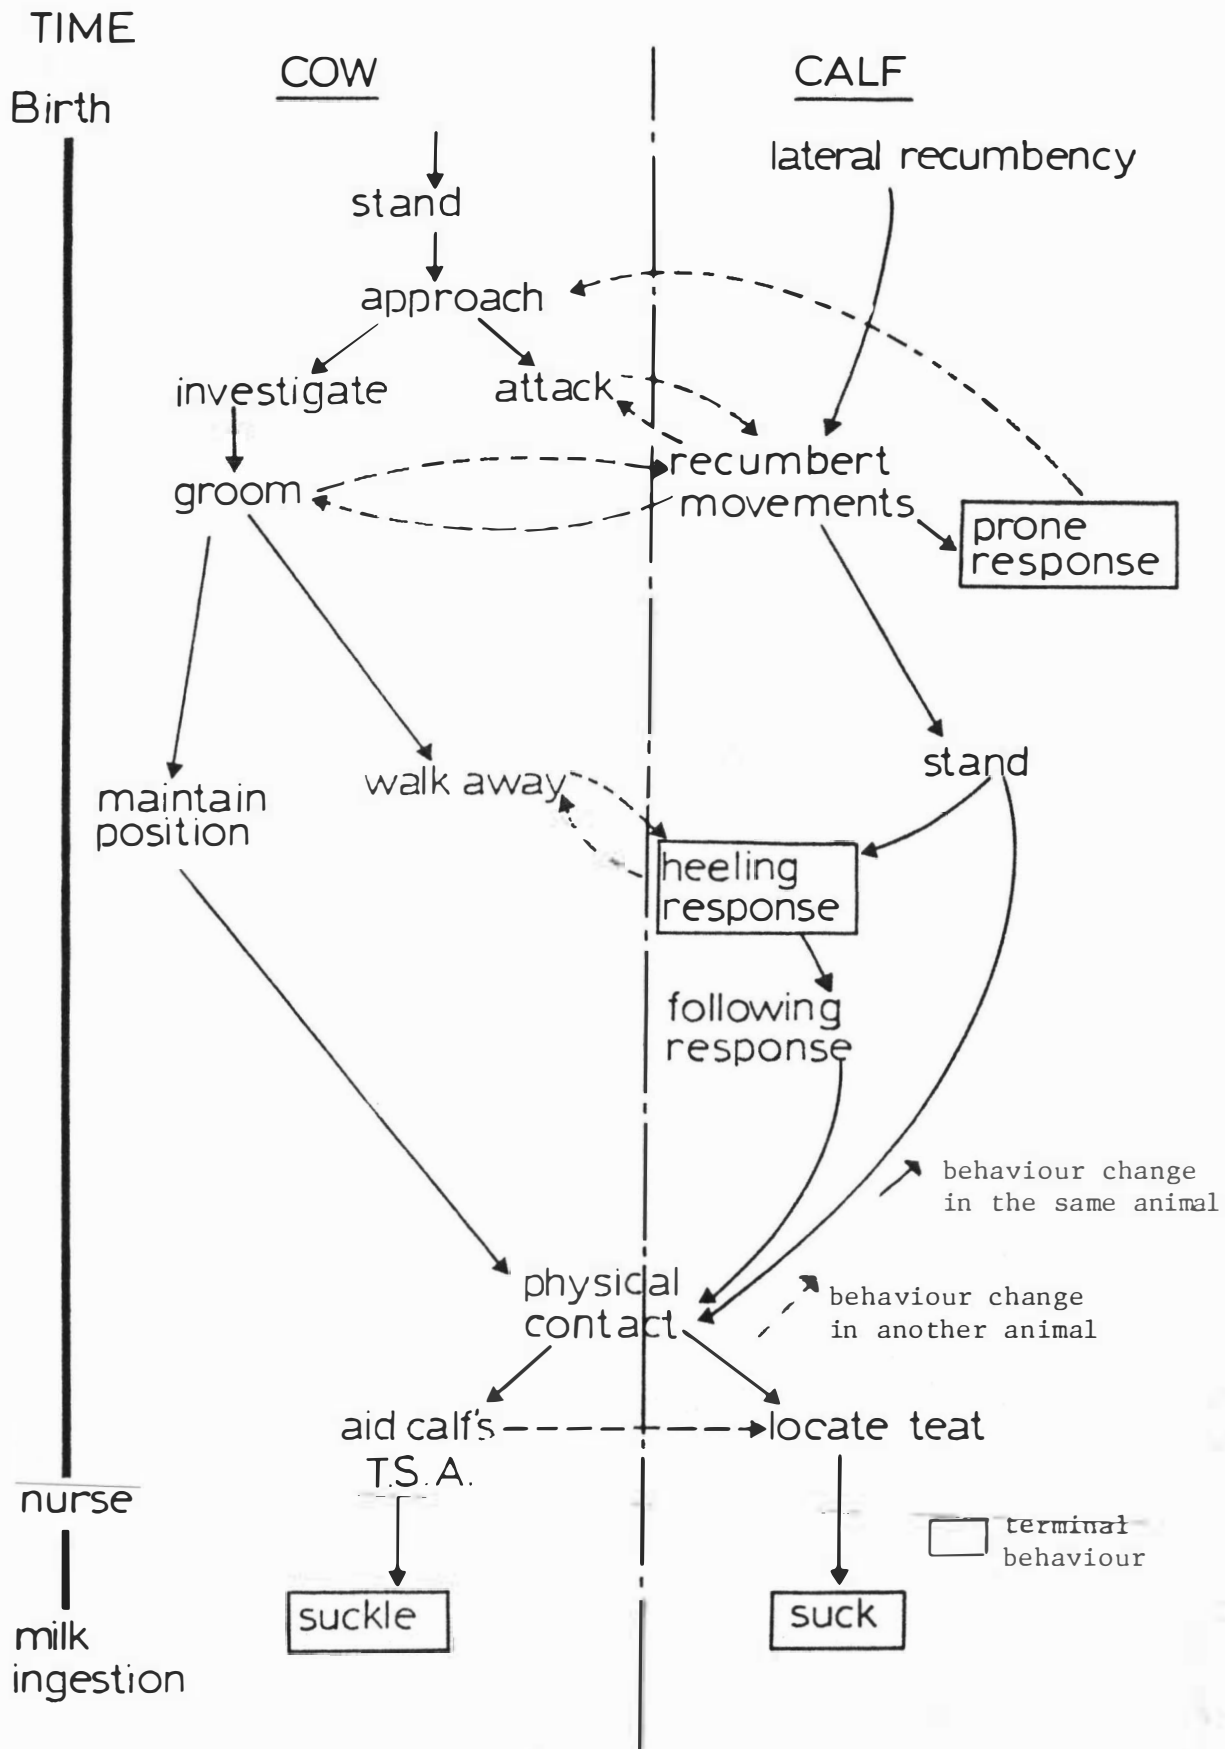 TIME
COW
CALF
Birth
lateral recumbency
stand
approach
investigate
attack
recumbert
movements
groom
prone
response
stand
walk away
maintain
position
heeling
response
following
response
behaviour change
in the same animal
physical
contact
behaviour change
in another animal
aid calf's
T.S.A.
locate teat
nurse
terminal
behaviour
suckle
suck
milk
ingestion